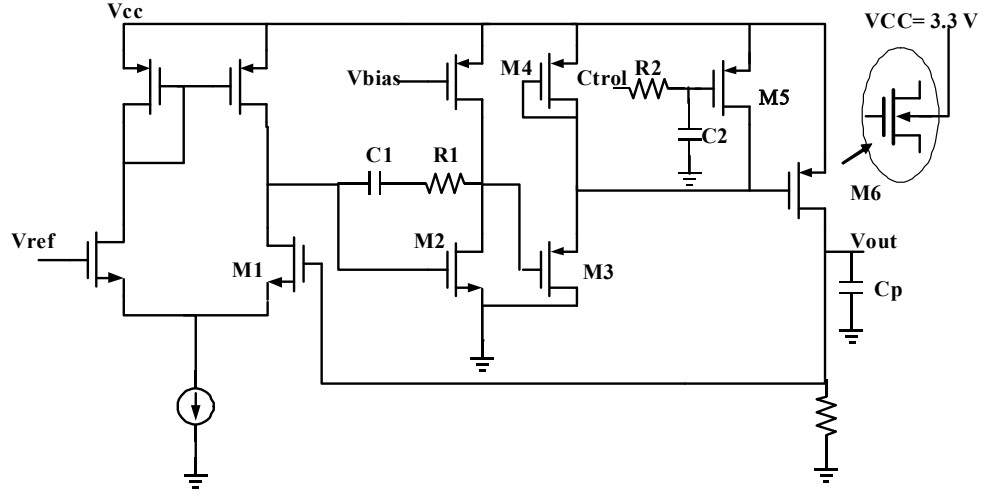 Vcc
VCC= 3.3 V
M4
Ctrol
R2
Vbias
M5
C2
C1
R1
M6
Vref
M2
Vout
M1
M3
Cp